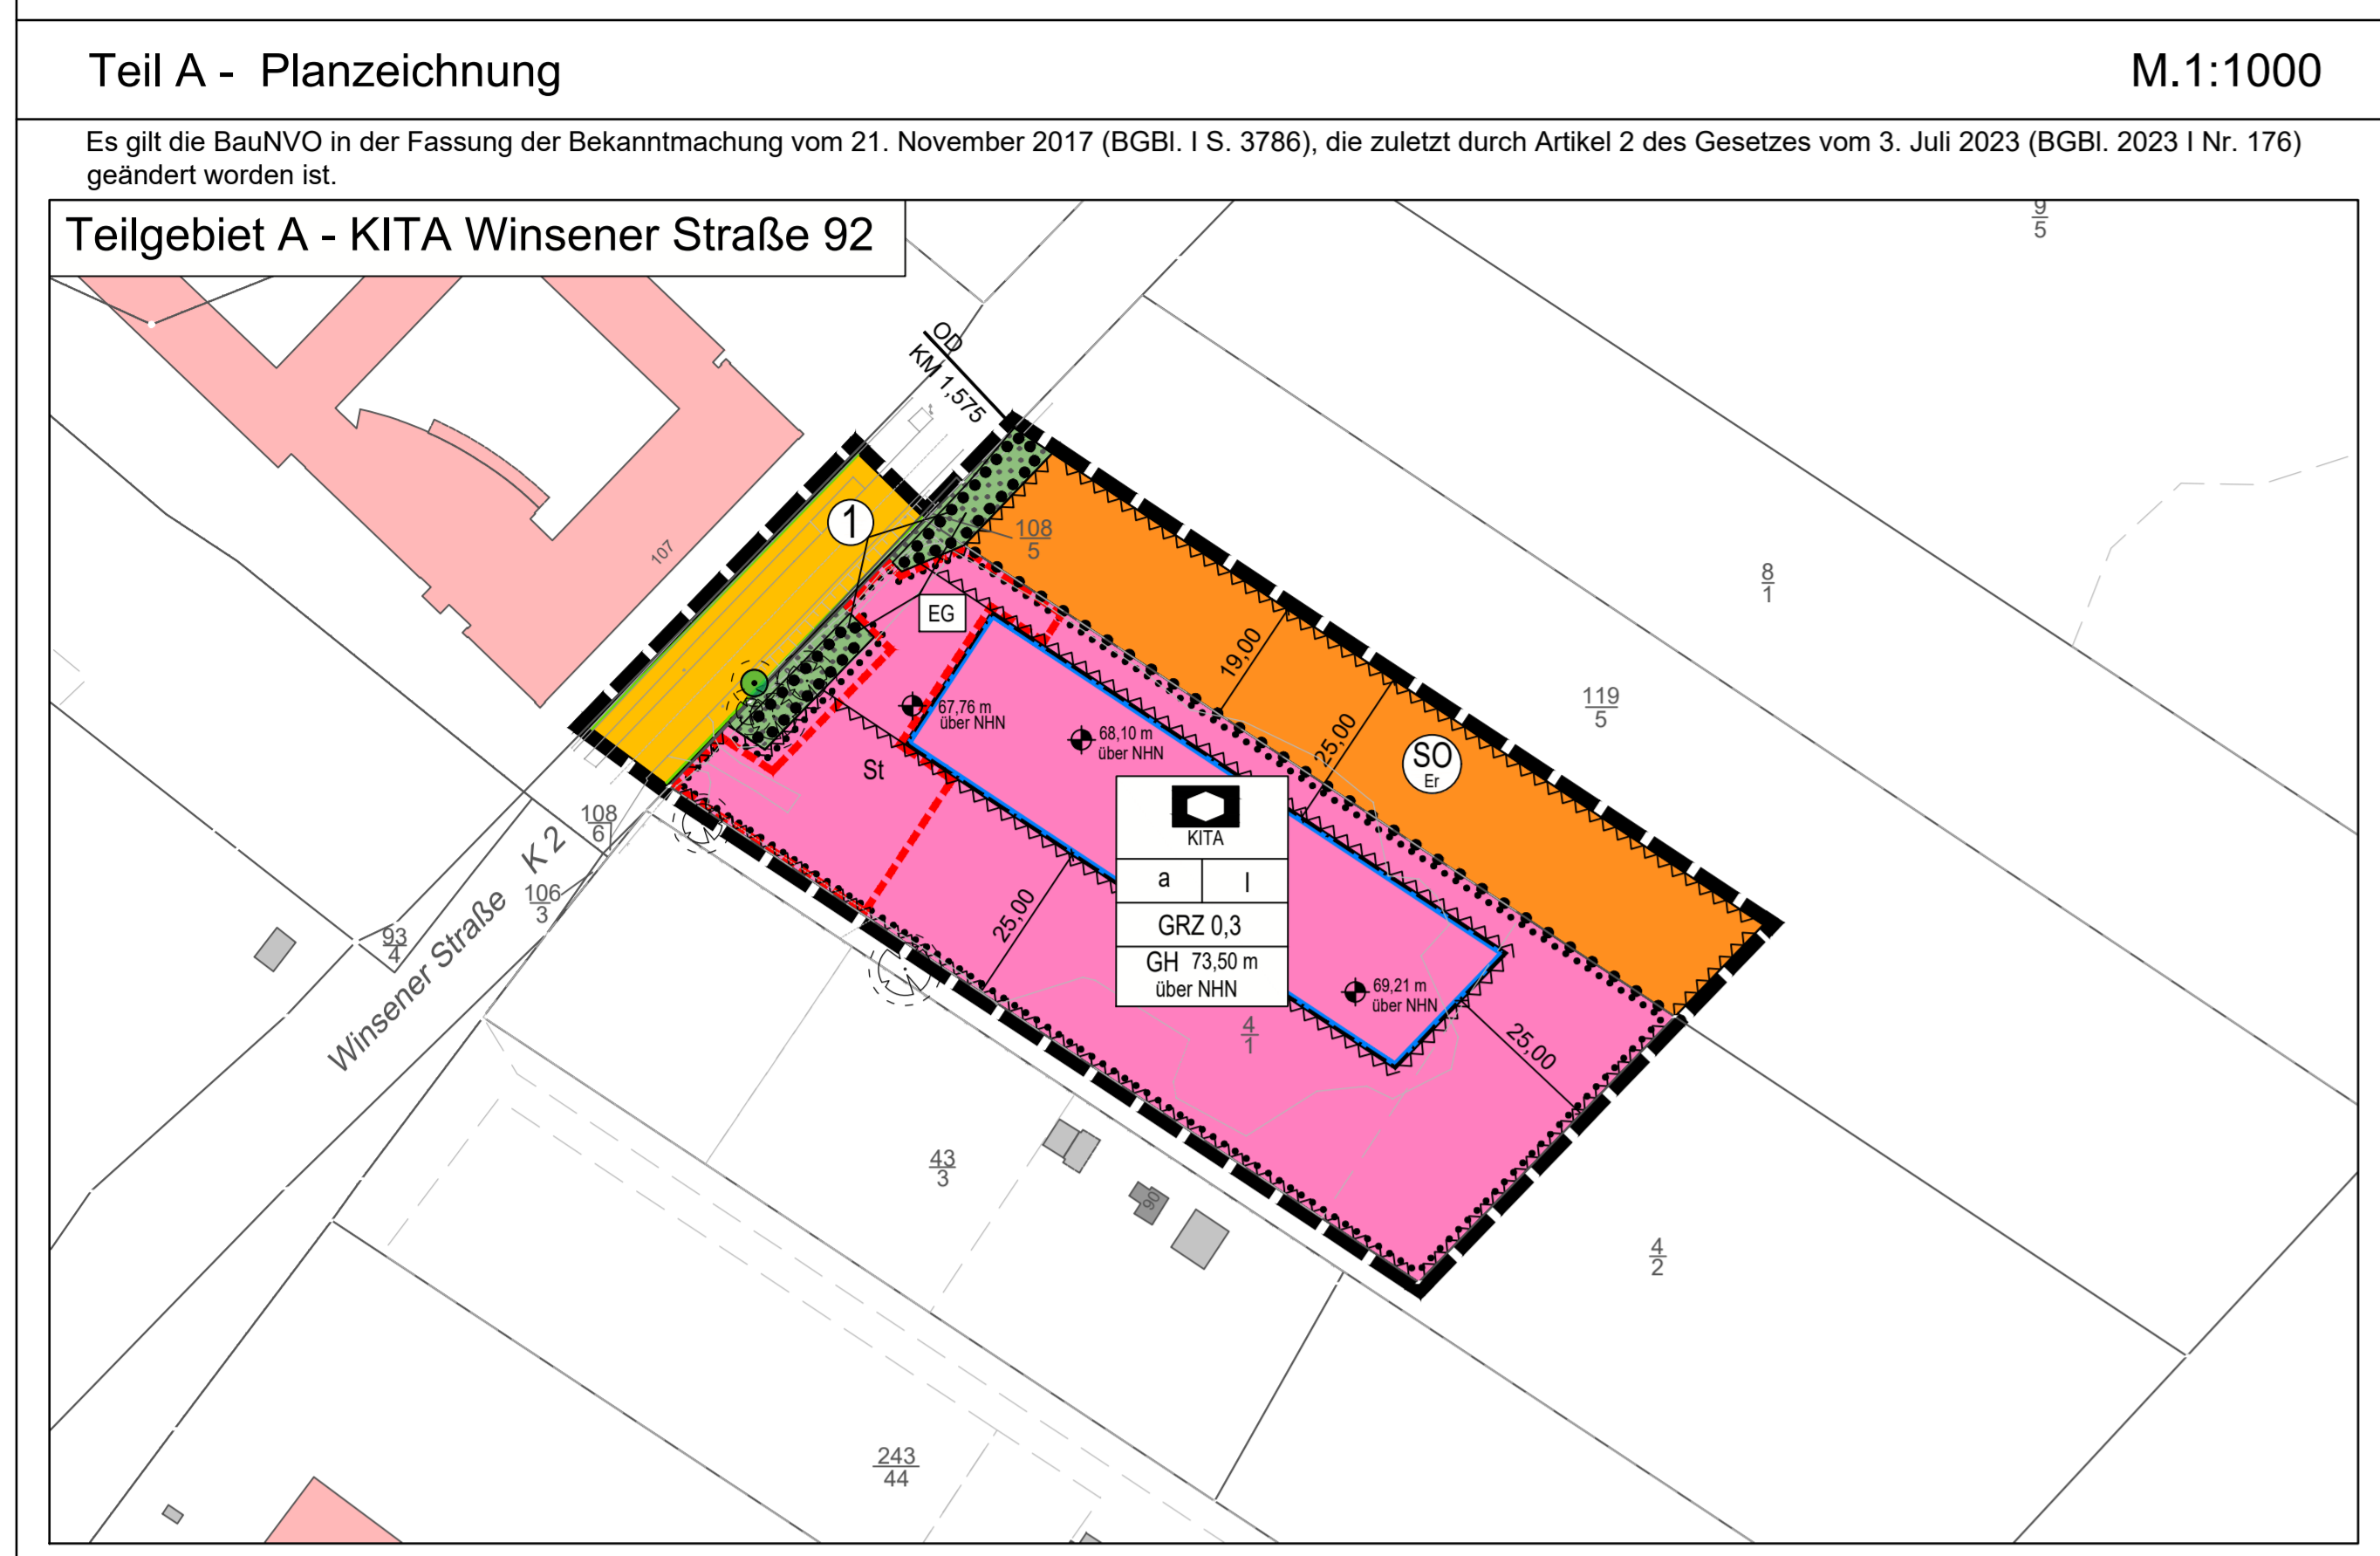 Teil A - Planzeichnung
M.1:1000
Es gilt die BauNVO in der Fassung der Bekanntmachung vom 21. November 2017 (BGBl. I S. 3786), die zuletzt durch Artikel 2 des Gesetzes vom 3. Juli 2023 (BGBl. 2023 I Nr. 176)
geändert worden ist.
Teilgebiet A - KITA Winsener Straße 92
9
5
OD
KM 1,575
1
108
5
107
8
1
EG
19,00
119
5
67,76 m
über NHN
68,10 m
über NHN
25,00
SO
Er
St
KITA
a I
GRZ 0,3
GH 73,50 m
über NHN
108
6
Winsener Straße K 2
106
3
93
4
25,00
69,21 m
über NHN
25,00
4
1
43
3
90
4
2
243
44